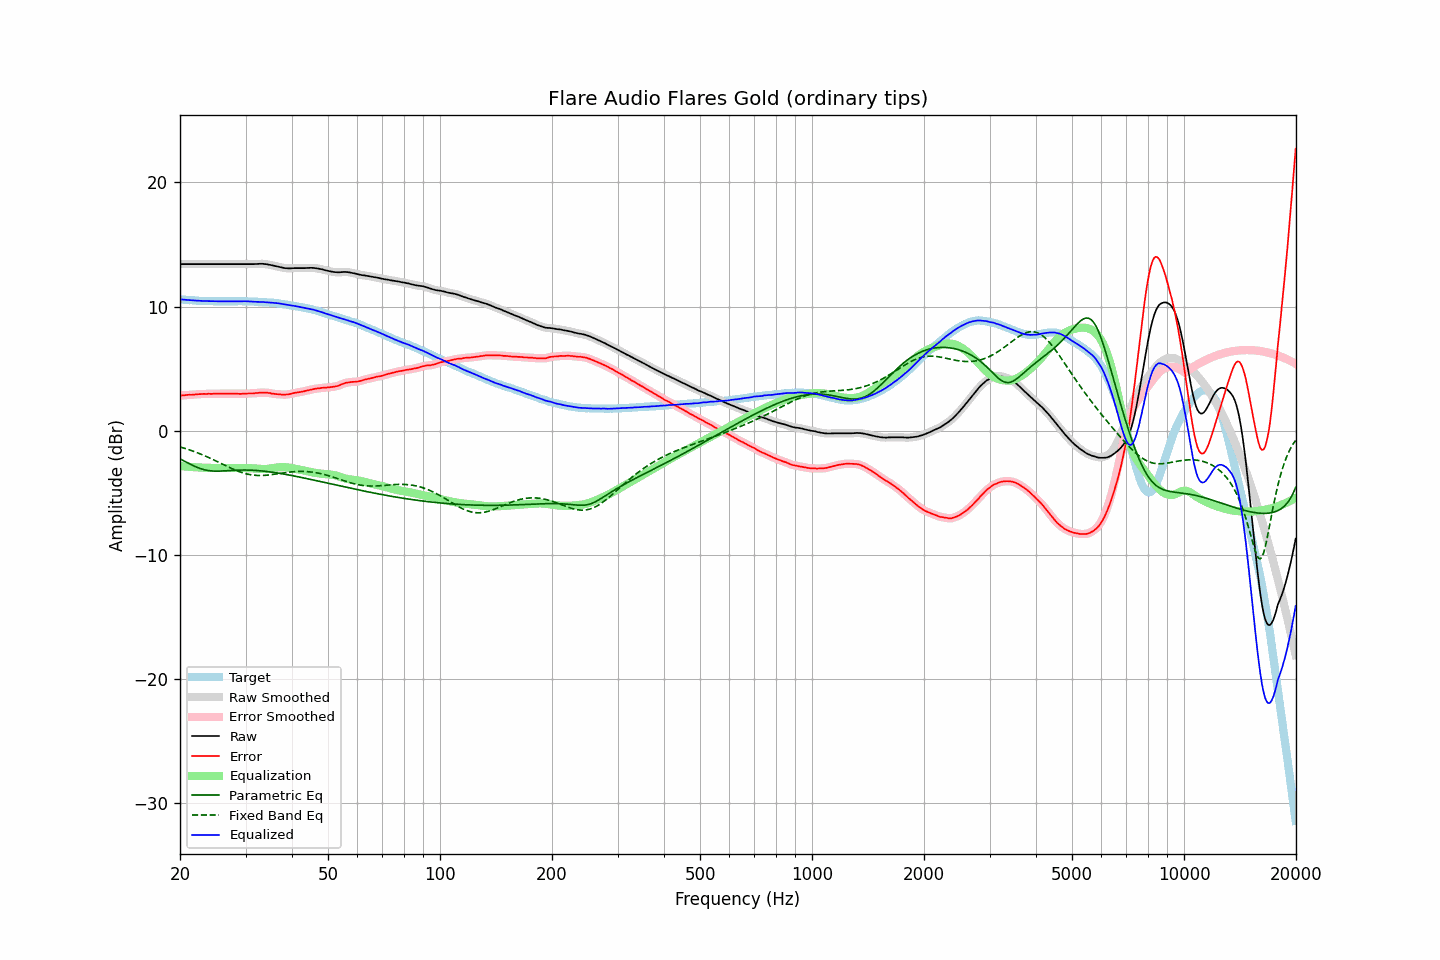 Flare Audio Flares Gold (ordinary tips)
Amplitude (dBr)
20
10
0
−10
−20
−30
Target
Raw Smoothed
Error Smoothed
Raw
Error
Equalization
Parametric Eq
Fixed Band Eq
Equalized
20 50 100 200 500 1000 2000 5000 10000 20000
Frequency (Hz)